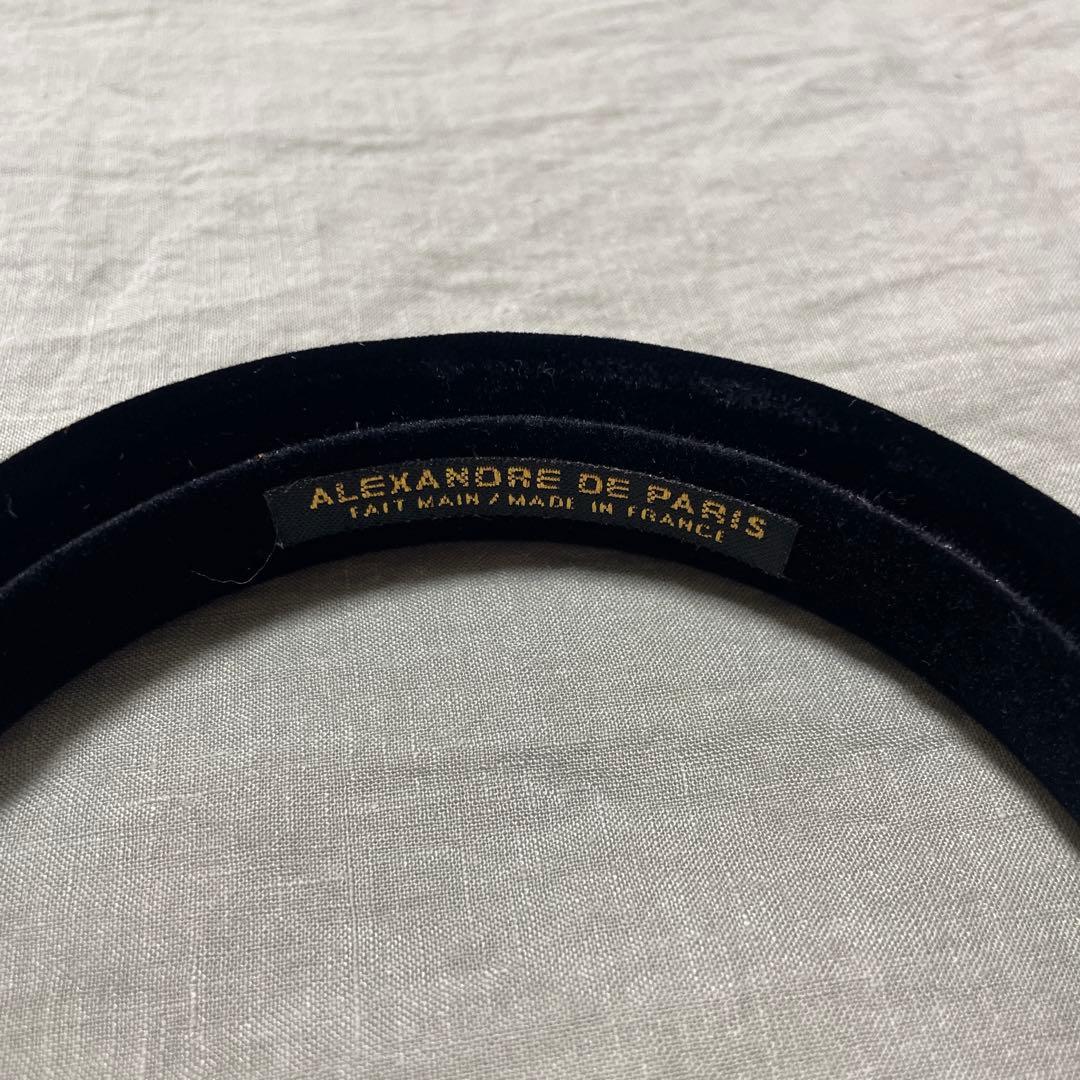 ALEXANDRE DE PARIS
FAIT MAIN / MADE IN FRANCE